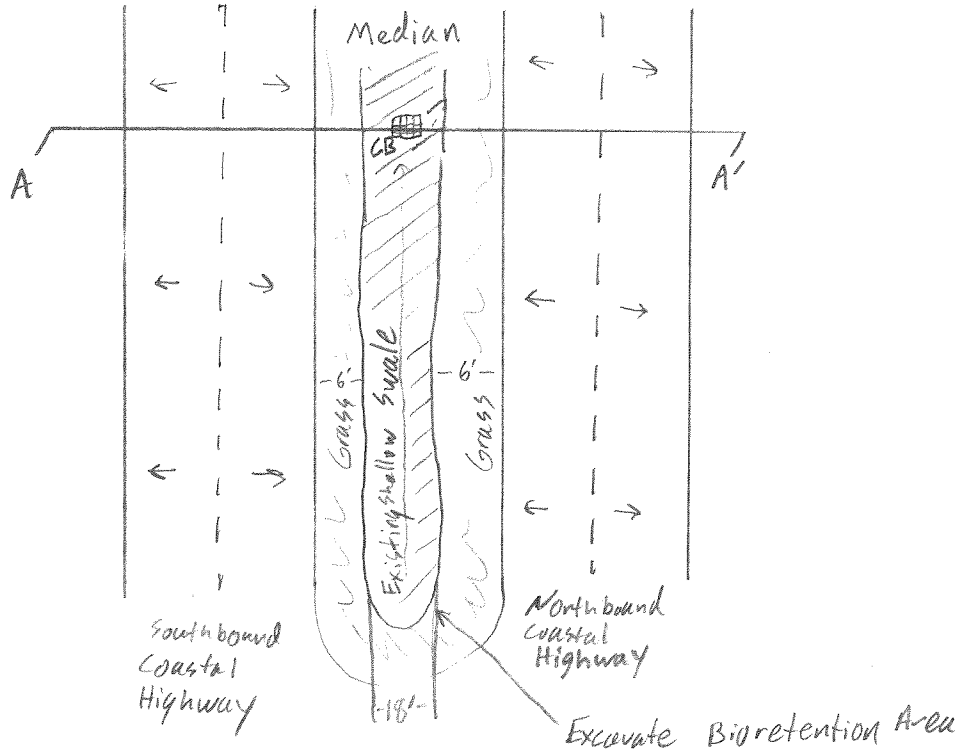 Median
CB
A
A'
-6'-
-6'-
Grass
Existing Shallow Swale
Grass
Southbound
Coastal
Highway
Northbound
Coastal
Highway
-18'-
Excavate Bioretention Area